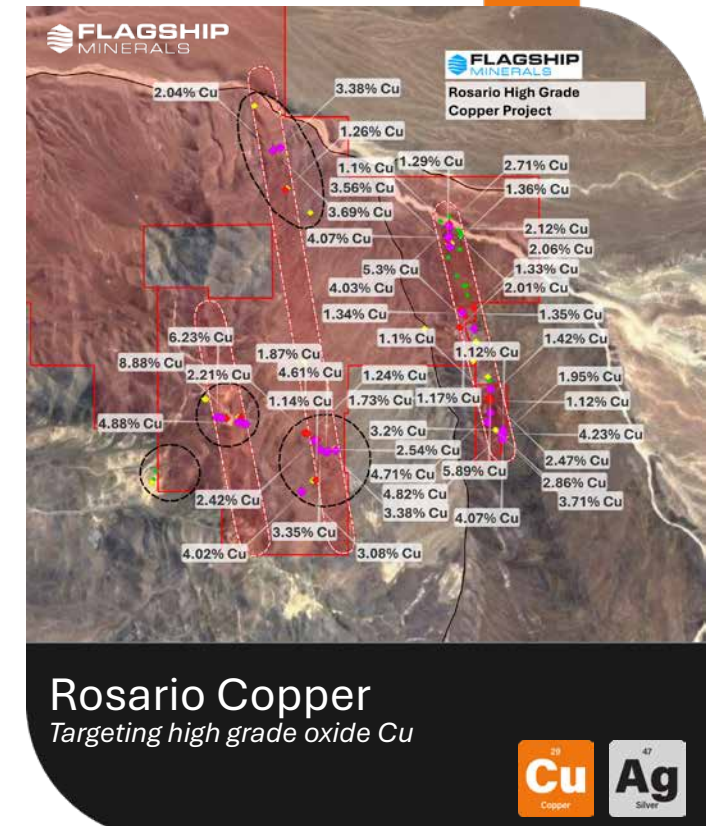 FLAGSHIP
MINERALS
FLAGSHIP
MINERALS
Rosario High Grade
Copper Project
2.04% Cu
3.38% Cu
1.26% Cu
1.1% Cu
1.29% Cu
2.71% Cu
3.56% Cu
1.36% Cu
3.69% Cu
4.07% Cu
2.12% Cu
2.06% Cu
5.3% Cu
1.33% Cu
4.03% Cu
2.01% Cu
1.34% Cu
1.35% Cu
6.23% Cu
1.1% Cu
1.42% Cu
8.88% Cu
1.87% Cu
1.12% Cu
2.21% Cu
4.61% Cu
1.24% Cu
1.95% Cu
1.14% Cu
1.73% Cu
1.17% Cu
1.12% Cu
4.88% Cu
3.2% Cu
4.23% Cu
2.54% Cu
2.47% Cu
4.71% Cu
5.89% Cu
2.86% Cu
2.42% Cu
4.82% Cu
3.71% Cu
3.38% Cu
4.07% Cu
3.35% Cu
4.02% Cu
3.08% Cu
Rosario Copper
Targeting high grade oxide Cu
29
Cu
Copper
47
Ag
Silver